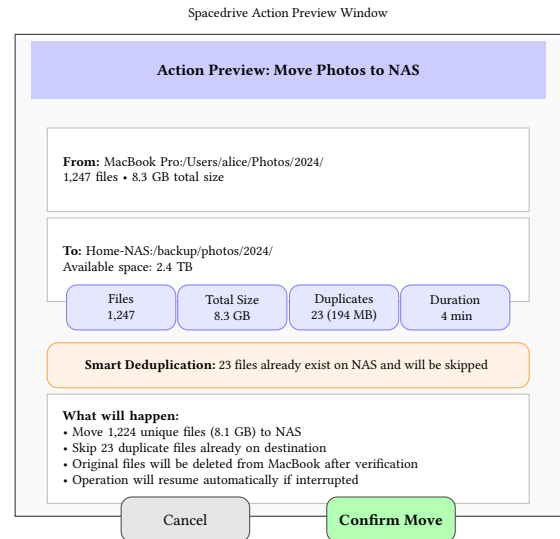 Spacedrive Action Preview Window
Action Preview: Move Photos to NAS
From: MacBook Pro:/Users/alice/Photos/2024/
1,247 files • 8.3 GB total size
To: Home-NAS:/backup/photos/2024/
Available space: 2.4 TB
Files
1,247
Total Size
8.3 GB
Duplicates
23 (194 MB)
Duration
4 min
Smart Deduplication: 23 files already exist on NAS and will be skipped
What will happen:
• Move 1,224 unique files (8.1 GB) to NAS
• Skip 23 duplicate files already on destination
• Original files will be deleted from MacBook after verification
• Operation will resume automatically if interrupted
Cancel
Confirm Move